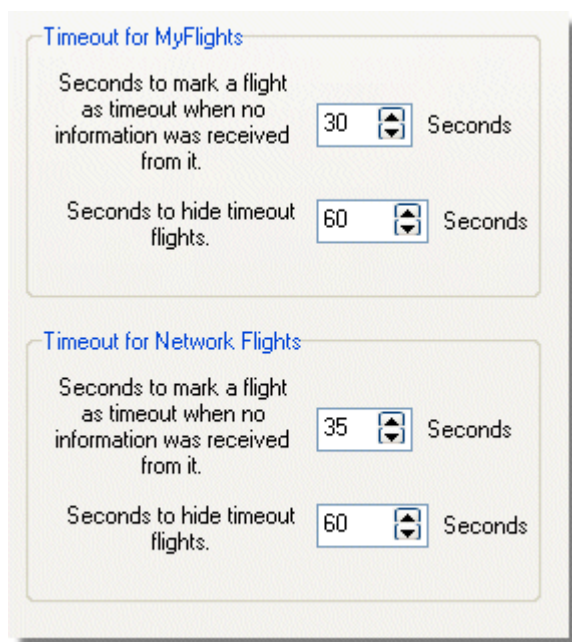 Timeout for MyFlights
Seconds to mark a flight
as timeout when no
information was received
from it.
30 Seconds
Seconds to hide timeout
flights.
60 Seconds
Timeout for Network Flights
Seconds to mark a flight
as timeout when no
information was received
from it.
35 Seconds
Seconds to hide timeout
flights.
60 Seconds